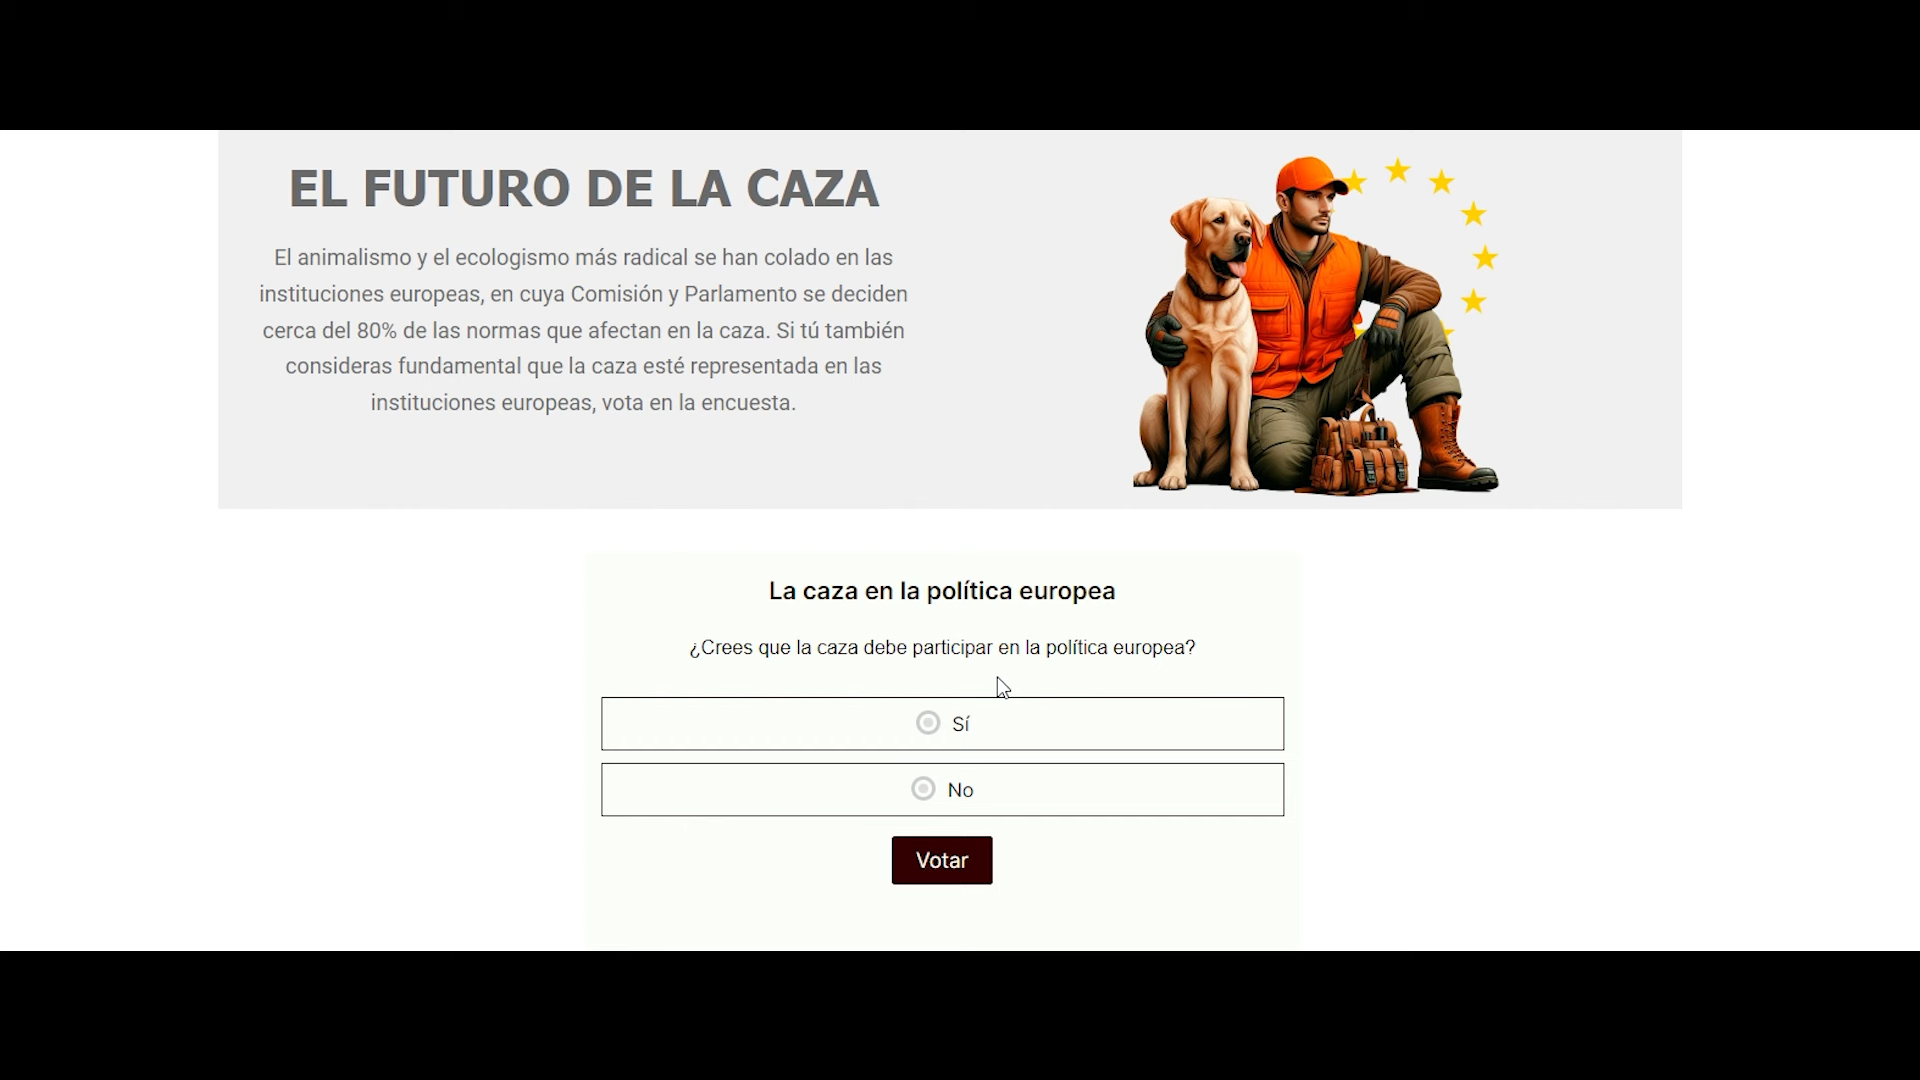 EL FUTURO DE LA CAZA
El animalismo y el ecologismo más radical se han colado en las
instituciones europeas, en cuya Comisión y Parlamento se deciden
cerca del 80% de las normas que afectan en la caza. Si tú también
consideras fundamental que la caza esté representada en las
instituciones europeas, vota en la encuesta.
La caza en la política europea
¿Crees que la caza debe participar en la política europea?
Sí
No
Votar